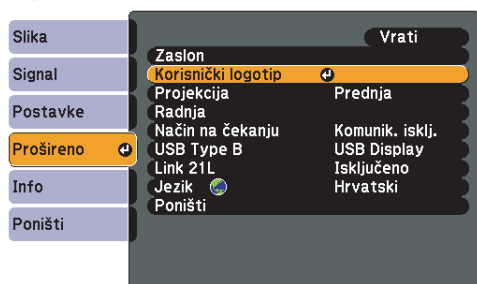 Slika
Signal
Postavke
Prošireno
Info
Poništi
Vrati
Zaslon
Korisnički logotip
Projekcija Prednja
Radnja
Način na čekanju Komunik. isklj.
USB Type B USB Display
Link 21L Isključeno
Jezik Hrvatski
Poništi